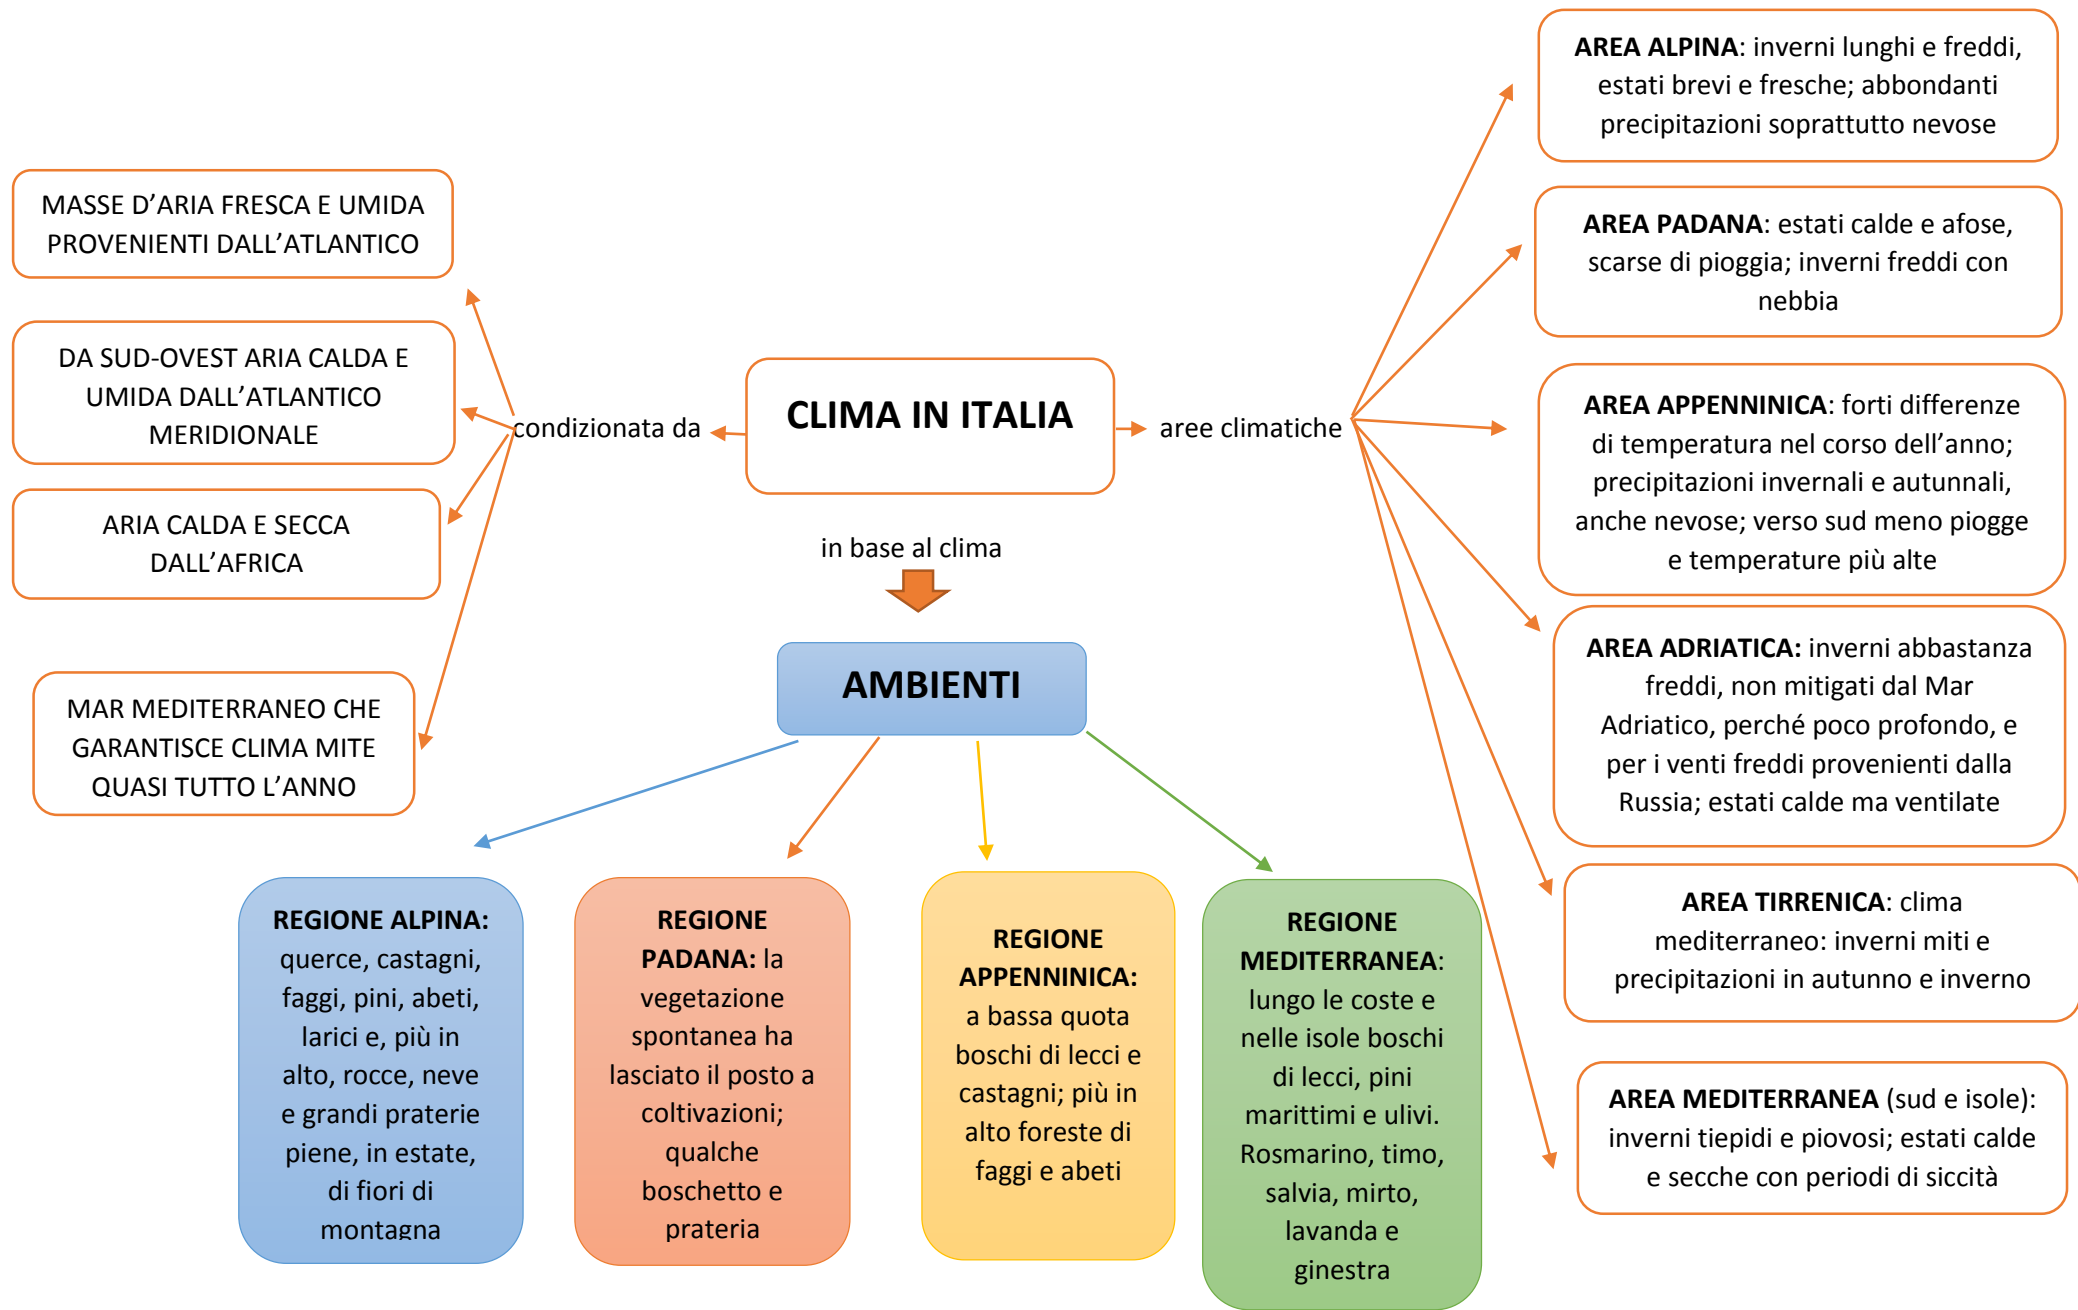 MASSE D’ARIA FRESCA E UMIDA
PROVENIENTI DALL’ATLANTICO
DA SUD-OVEST ARIA CALDA E
UMIDA DALL’ATLANTICO
MERIDIONALE
ARIA CALDA E SECCA
DALL’AFRICA
MAR MEDITERRANEO CHE
GARANTISCE CLIMA MITE
QUASI TUTTO L’ANNO
condizionata da
CLIMA IN ITALIA
aree climatiche
in base al clima
AMBIENTI
AREA ALPINA: inverni lunghi e freddi,
estati brevi e fresche; abbondanti
precipitazioni soprattutto nevose
AREA PADANA: estati calde e afose,
scarse di pioggia; inverni freddi con
nebbia
AREA APPENNINICA: forti differenze
di temperatura nel corso dell’anno;
precipitazioni invernali e autunnali,
anche nevose; verso sud meno piogge
e temperature più alte
AREA ADRIATICA: inverni abbastanza
freddi, non mitigati dal Mar
Adriatico, perché poco profondo, e
per i venti freddi provenienti dalla
Russia; estati calde ma ventilate
AREA TIRRENICA: clima
mediterraneo: inverni miti e
precipitazioni in autunno e inverno
AREA MEDITERRANEA (sud e isole):
inverni tiepidi e piovosi; estati calde
e secche con periodi di siccità
REGIONE ALPINA:
querce, castagni,
faggi, pini, abeti,
larici e, più in
alto, rocce, neve
e grandi praterie
piene, in estate,
di fiori di
montagna
REGIONE
PADANA: la
vegetazione
spontanea ha
lasciato il posto a
coltivazioni;
qualche
boschetto e
prateria
REGIONE
APPENNINICA:
a bassa quota
boschi di lecci e
castagni; più in
alto foreste di
faggi e abeti
REGIONE
MEDITERRANEA:
lungo le coste e
nelle isole boschi
di lecci, pini
marittimi e ulivi.
Rosmarino, timo,
salvia, mirto,
lavanda e
ginestra